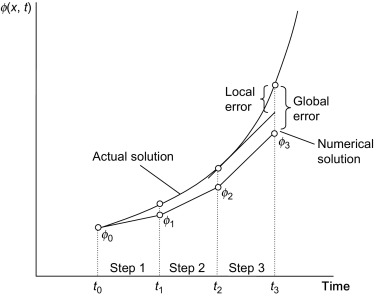 ϕ(x, t)
Local
error
Global
error
ϕ3
Numerical
solution
Actual solution
ϕ2
ϕ1
ϕ0
Step 1 Step 2 Step 3
t0 t1 t2 t3 Time